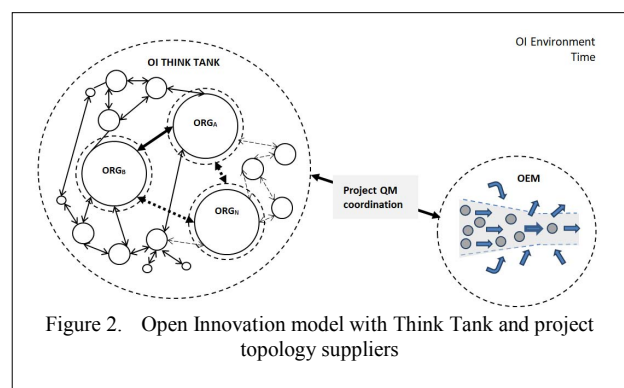 OI Environment
Time
OI THINK TANK
ORGA
ORGB
ORGN
Project QM
coordination
OEM
Figure 2. Open Innovation model with Think Tank and project
topology suppliers